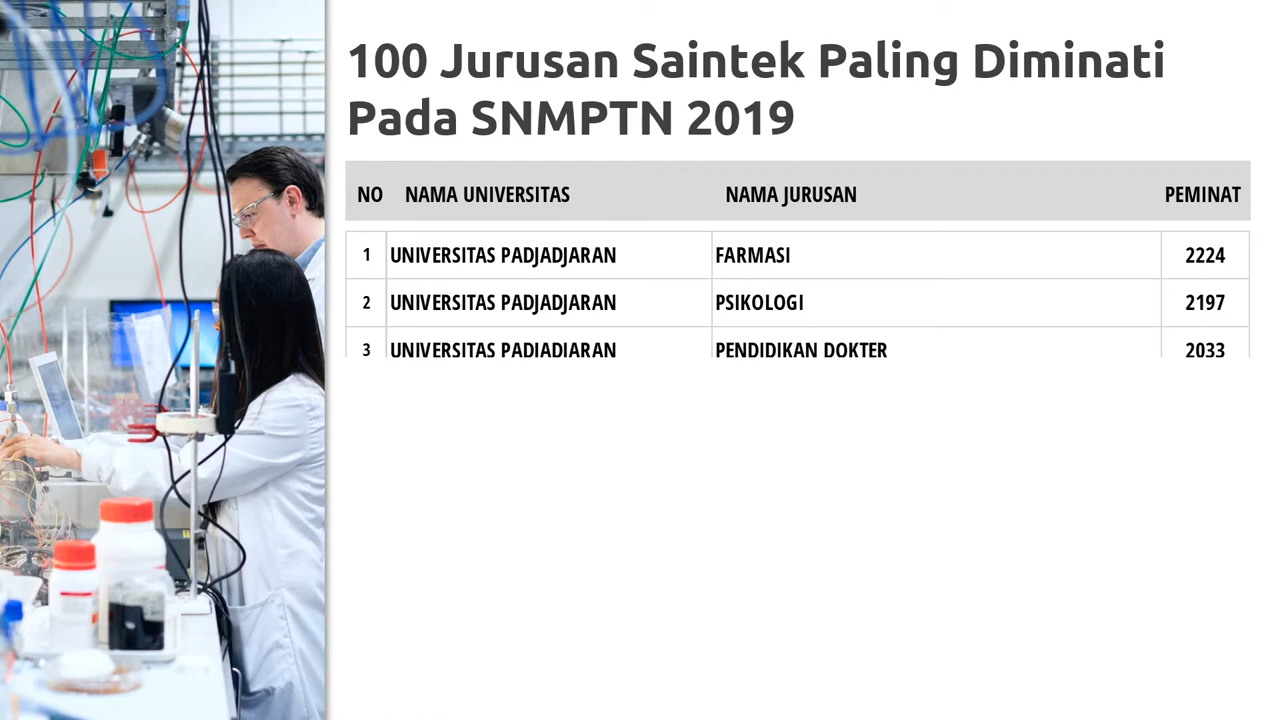 100 Jurusan Saintek Paling Diminati
Pada SNMPTN 2019
NO NAMA UNIVERSITAS NAMA JURUSAN PEMINAT
1 UNIVERSITAS PADJADJARAN FARMASI 2224
2 UNIVERSITAS PADJADJARAN PSIKOLOGI 2197
3 UNIVERSITAS PADJADJARAN PENDIDIKAN DOKTER 2033